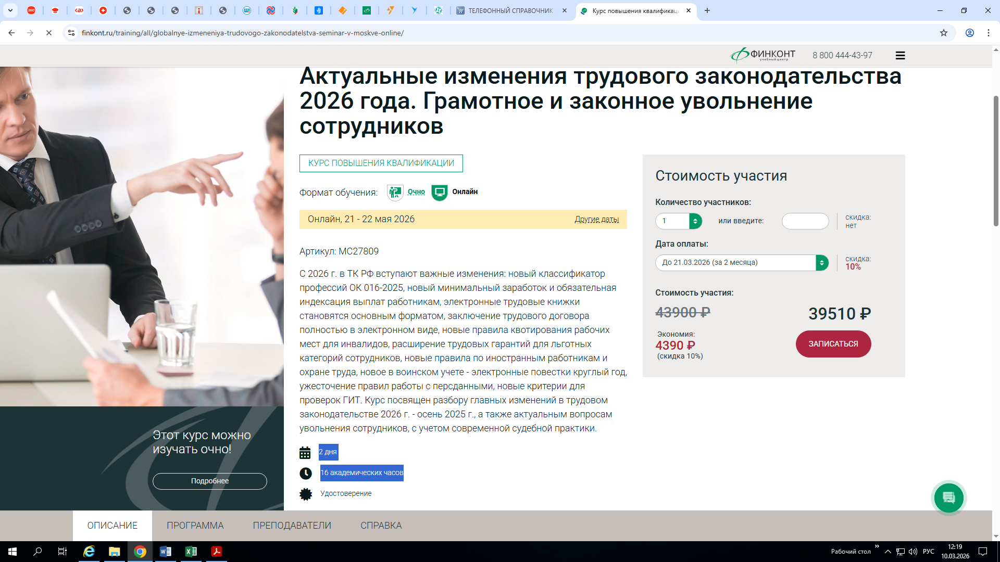 360
ТЕЛЕФОННЫЙ СПРАВОЧНИК
Курс повышения квалификаци
finkont.ru/training/all/globalnye-izmeneniya-trudovogo-zakonodatelstva-seminar-v-moskve-online/
ФИНКОНТ
учебный центр
8 800 444-43-97
Актуальные изменения трудового законодательства
2026 года. Грамотное и законное увольнение
сотрудников
КУРС ПОВЫШЕНИЯ КВАЛИФИКАЦИИ
Формат обучения: Очно Онлайн
Онлайн, 21 - 22 мая 2026 Другие даты
Артикул: МС27809
С 2026 г. в ТК РФ вступают важные изменения: новый классификатор
профессий ОК 016-2025, новый минимальный заработок и обязательная
индексация выплат работникам, электронные трудовые книжки
становятся основным форматом, заключение трудового договора
полностью в электронном виде, новые правила квотирования рабочих
мест для инвалидов, расширение трудовых гарантий для льготных
категорий сотрудников, новые правила по иностранным работникам и
охране труда, новое в воинском учете - электронные повестки круглый год,
ужесточение правил работы с персданными, новые критерии для
проверок ГИТ. Курс посвящен разбору главных изменений в трудовом
законодательстве 2026 г. - осень 2025 г., а также актуальным вопросам
увольнения сотрудников, с учетом современной судебной практики.
2 дня
16 академических часов
Удостоверение
Стоимость участия
Количество участников:
1 или введите: скидка:
нет
Дата оплаты:
До 21.03.2026 (за 2 месяца) скидка:
10%
Стоимость участия:
43900 ₽ 39510 ₽
Экономия:
4390 ₽
(скидка 10%)
ЗАПИСАТЬСЯ
Этот курс можно
изучать очно!
Подробнее
ОПИСАНИЕ ПРОГРАММА ПРЕПОДАВАТЕЛИ СПРАВКА
Рабочий стол
РУС
12:19
10.03.2026